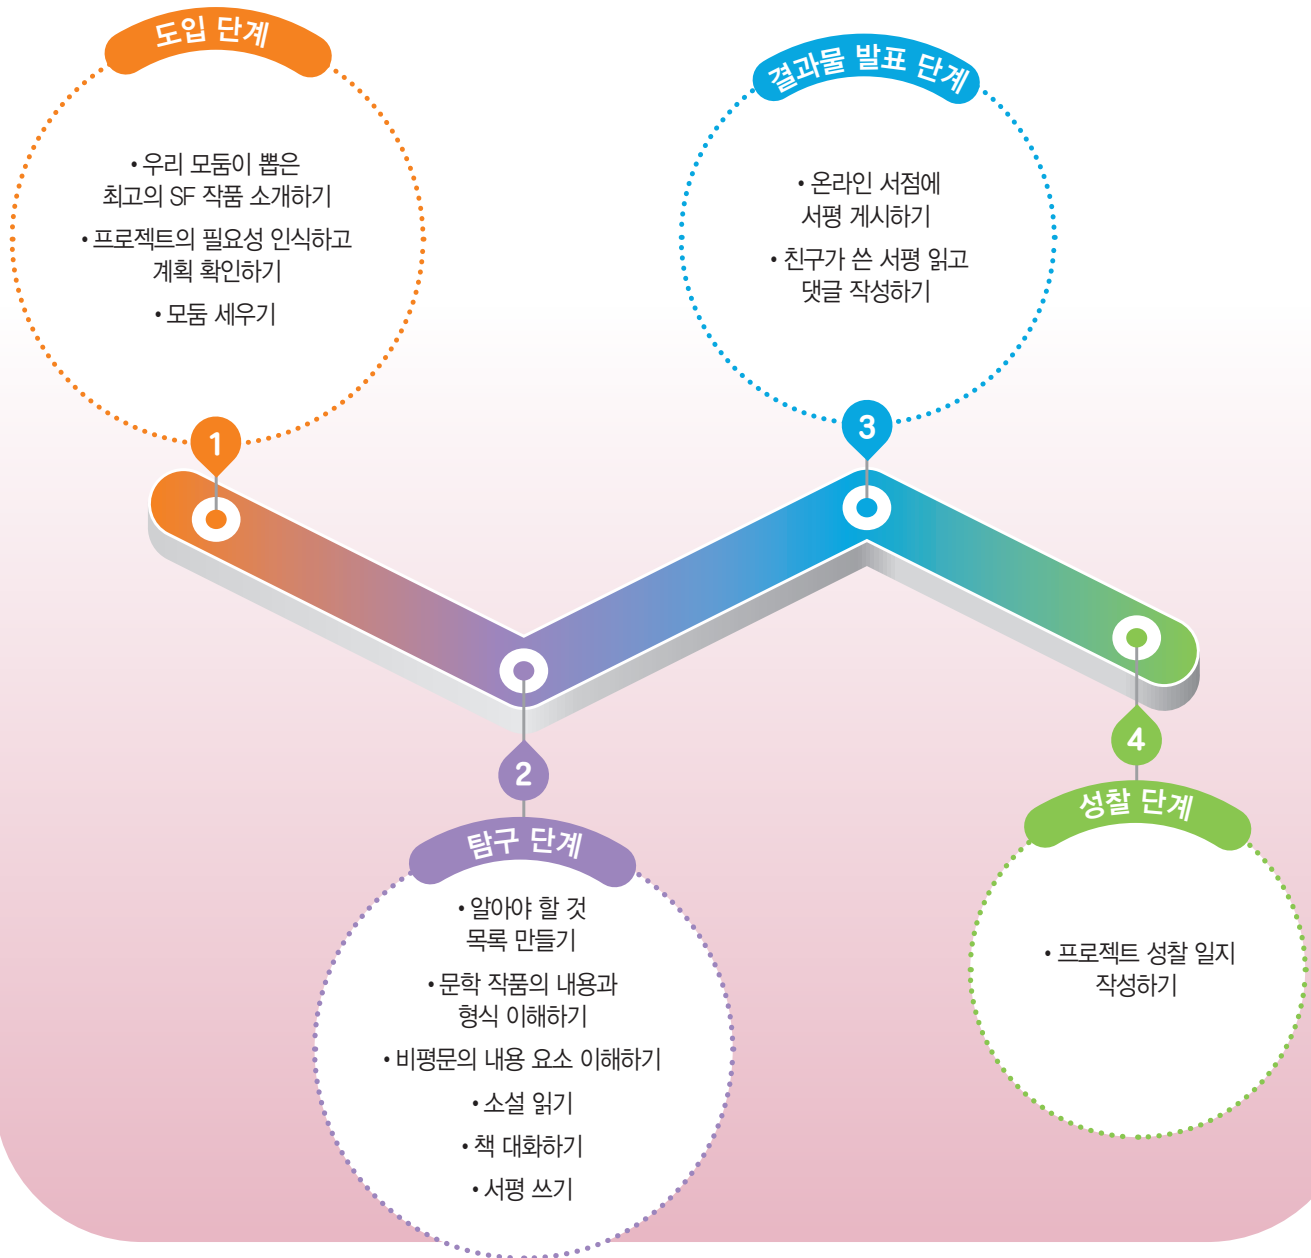 도입 단계
• 우리 모둠이 뽑은
최고의 SF 작품 소개하기
• 프로젝트의 필요성 인식하고
계획 확인하기
• 모둠 세우기
1
탐구 단계
• 알아야 할 것
목록 만들기
• 문학 작품의 내용과
형식 이해하기
• 비평문의 내용 요소 이해하기
• 소설 읽기
• 책 대화하기
• 서평 쓰기
2
결과물 발표 단계
• 온라인 서점에
서평 게시하기
• 친구가 쓴 서평 읽고
댓글 작성하기
3
4
성찰 단계
• 프로젝트 성찰 일지
작성하기